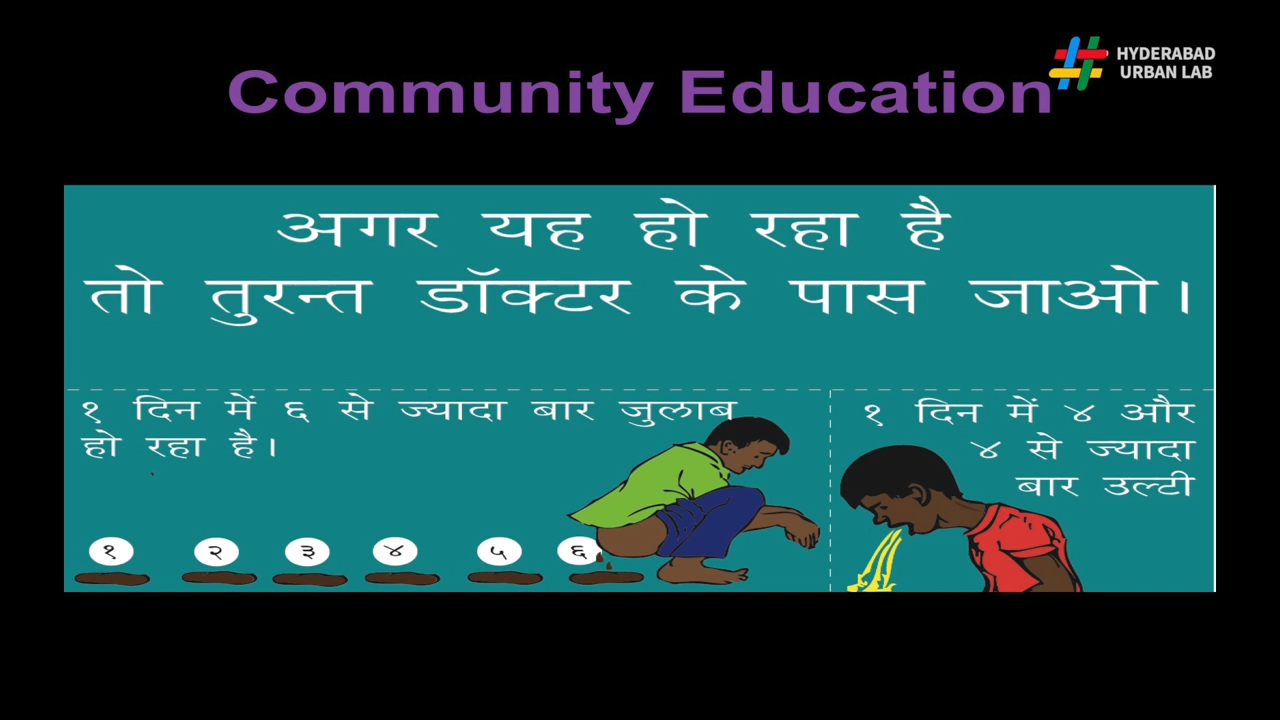 Community Education
HYDERABAD
URBAN LAB
अगर यह हो रहा है
तो तुरन्त डॉक्टर के पास जाओ।
१ दिन में ६ से ज्यादा बार जुलाब
हो रहा है।
१ २ ३ ४ ५ ६
१ दिन में ४ और
४ से ज्यादा
बार उल्टी